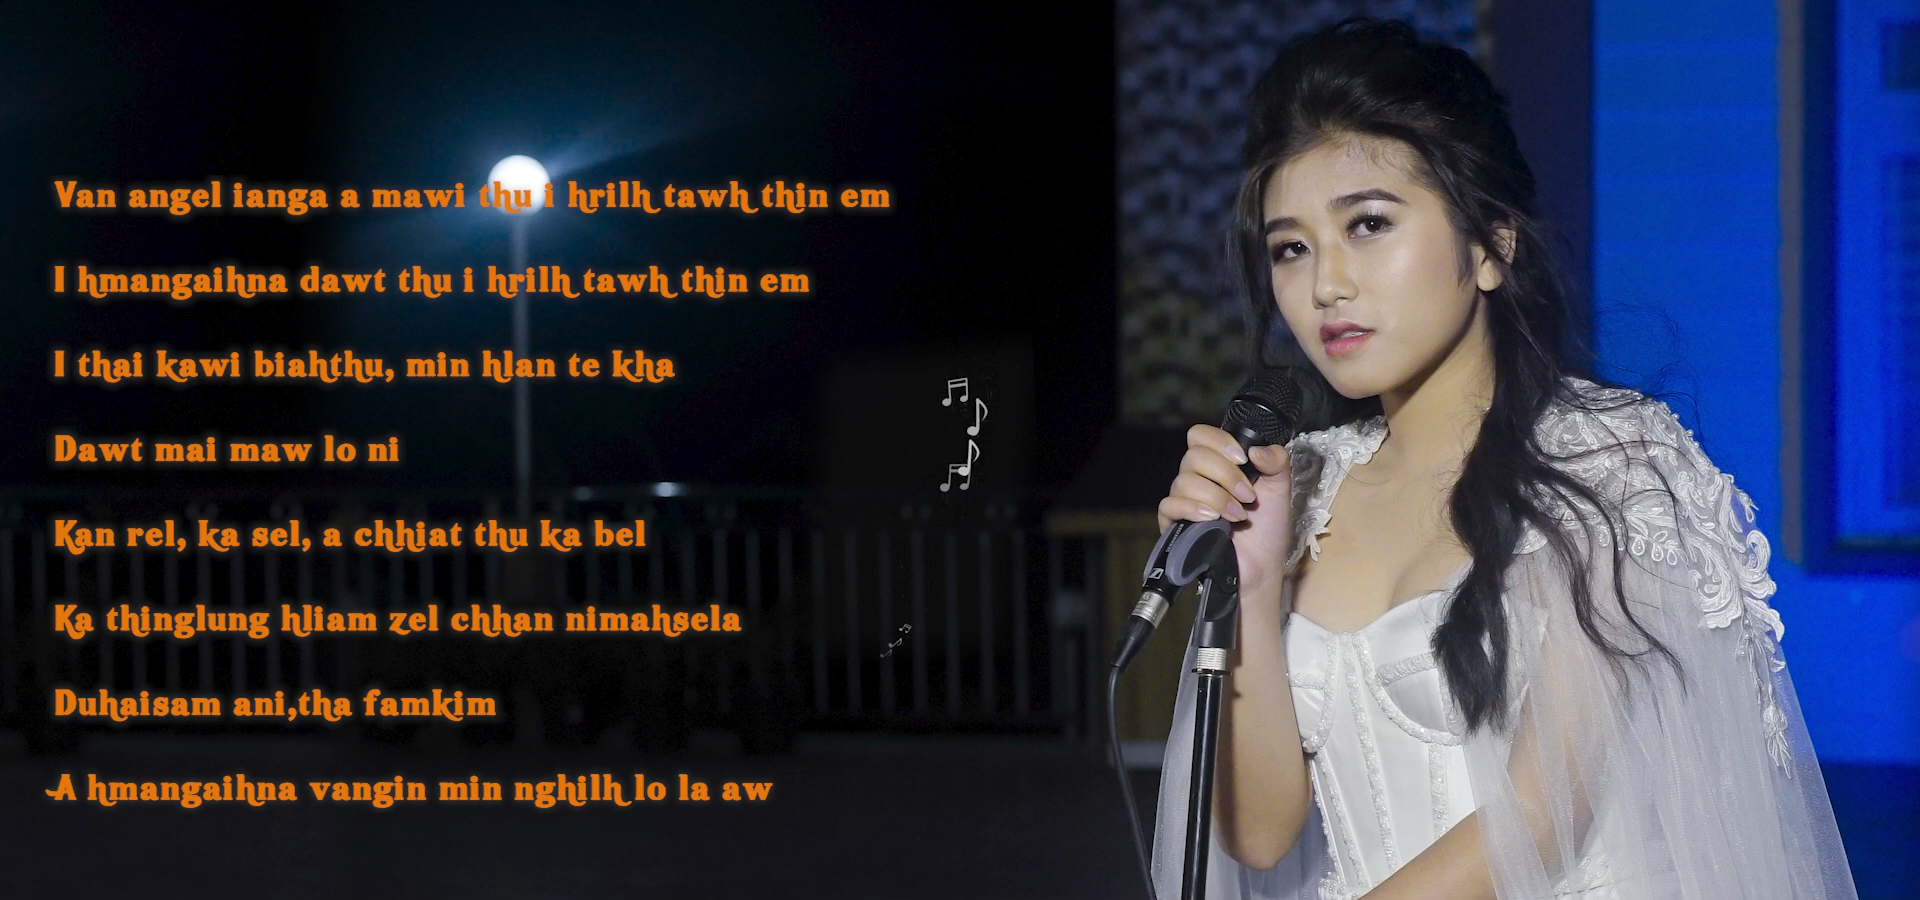 Van angel ianga a mawi thu i hrilh tawh thin em
I hmangaihna dawt thu i hrilh tawh thin em
I thai kawi biahthu, min hlan te kha
Dawt mai maw lo ni
Kan rel, ka sel, a chhiat thu ka bel
Ka thinglung hliam zel chhan nimahsela
Duhaisam ani,tha famkim
A hmangaihna vangin min nghilh lo la aw